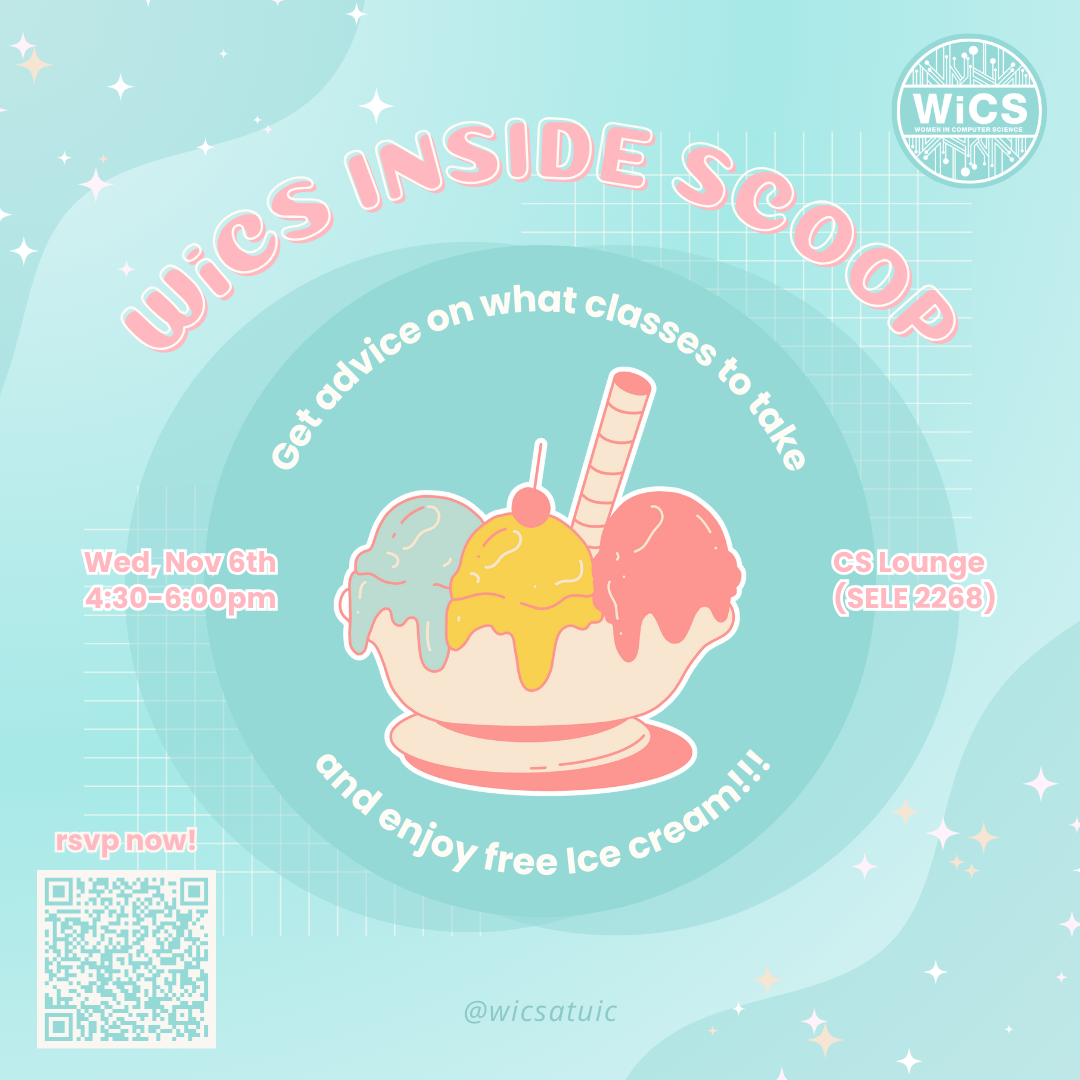 WiCS
WOMEN IN COMPUTER SCIENCE
WiCS INSIDE SCOOP
Get advice on what classes to take
Wed, Nov 6th
4:30-6:00pm
CS Lounge
(SELE 2268)
and enjoy free Ice cream!!!
rsvp now!
@wicsatuic